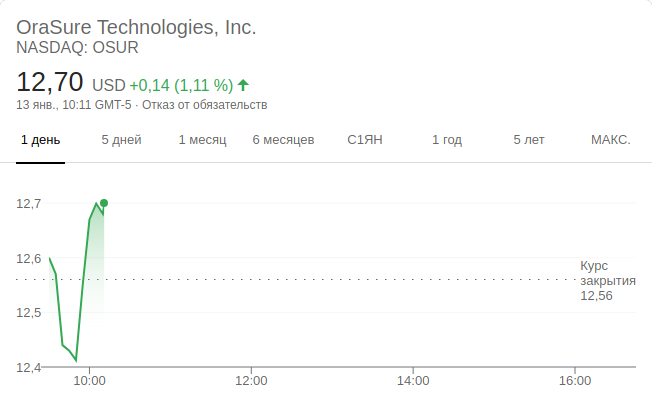 OraSure Technologies, Inc.
NASDAQ: OSUR
12,70 USD +0,14 (1,11 %)
13 янв., 10:11 GMT-5 · Отказ от обязательств
1 день 5 дней 1 месяц 6 месяцев С1ЯН 1 год 5 лет МАКС.
12,7
12,6
12,5
12,4
Курс
закрытия
12,56
10:00 12:00 14:00 16:00